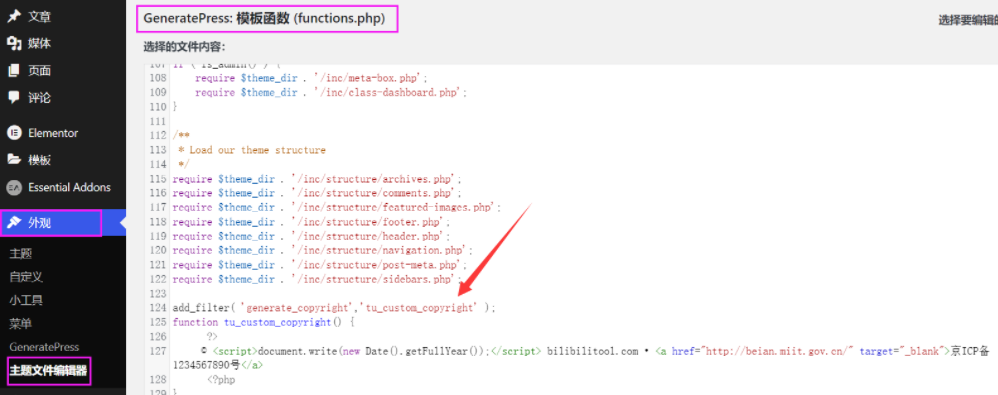 文章
媒体
页面
评论
Elementor
模板
Essential Addons
外观
主题
自定义
小工具
菜单
GeneratePress
主题文件编辑器
GeneratePress: 模板函数 (functions.php)
选择要编辑的
选择的文件内容：
107 if ( is_admin() ) {
108 require $theme_dir . '/inc/meta-box.php';
109 require $theme_dir . '/inc/class-dashboard.php';
110 }
111
112 /**
113 * Load our theme structure
114 */
115 require $theme_dir . '/inc/structure/archives.php';
116 require $theme_dir . '/inc/structure/comments.php';
117 require $theme_dir . '/inc/structure/featured-images.php';
118 require $theme_dir . '/inc/structure/footer.php';
119 require $theme_dir . '/inc/structure/header.php';
120 require $theme_dir . '/inc/structure/navigation.php';
121 require $theme_dir . '/inc/structure/post-meta.php';
122 require $theme_dir . '/inc/structure/sidebars.php';
123
124 add_filter( 'generate_copyright','tu_custom_copyright' );
125 function tu_custom_copyright() {
126 ?>
127 © <script>document.write(new Date().getFullYear());</script> bilibilitool.com • <a href="http://beian.miit.gov.cn/" target="_blank">京ICP备
1234567890号</a>
128 <?php
129 }